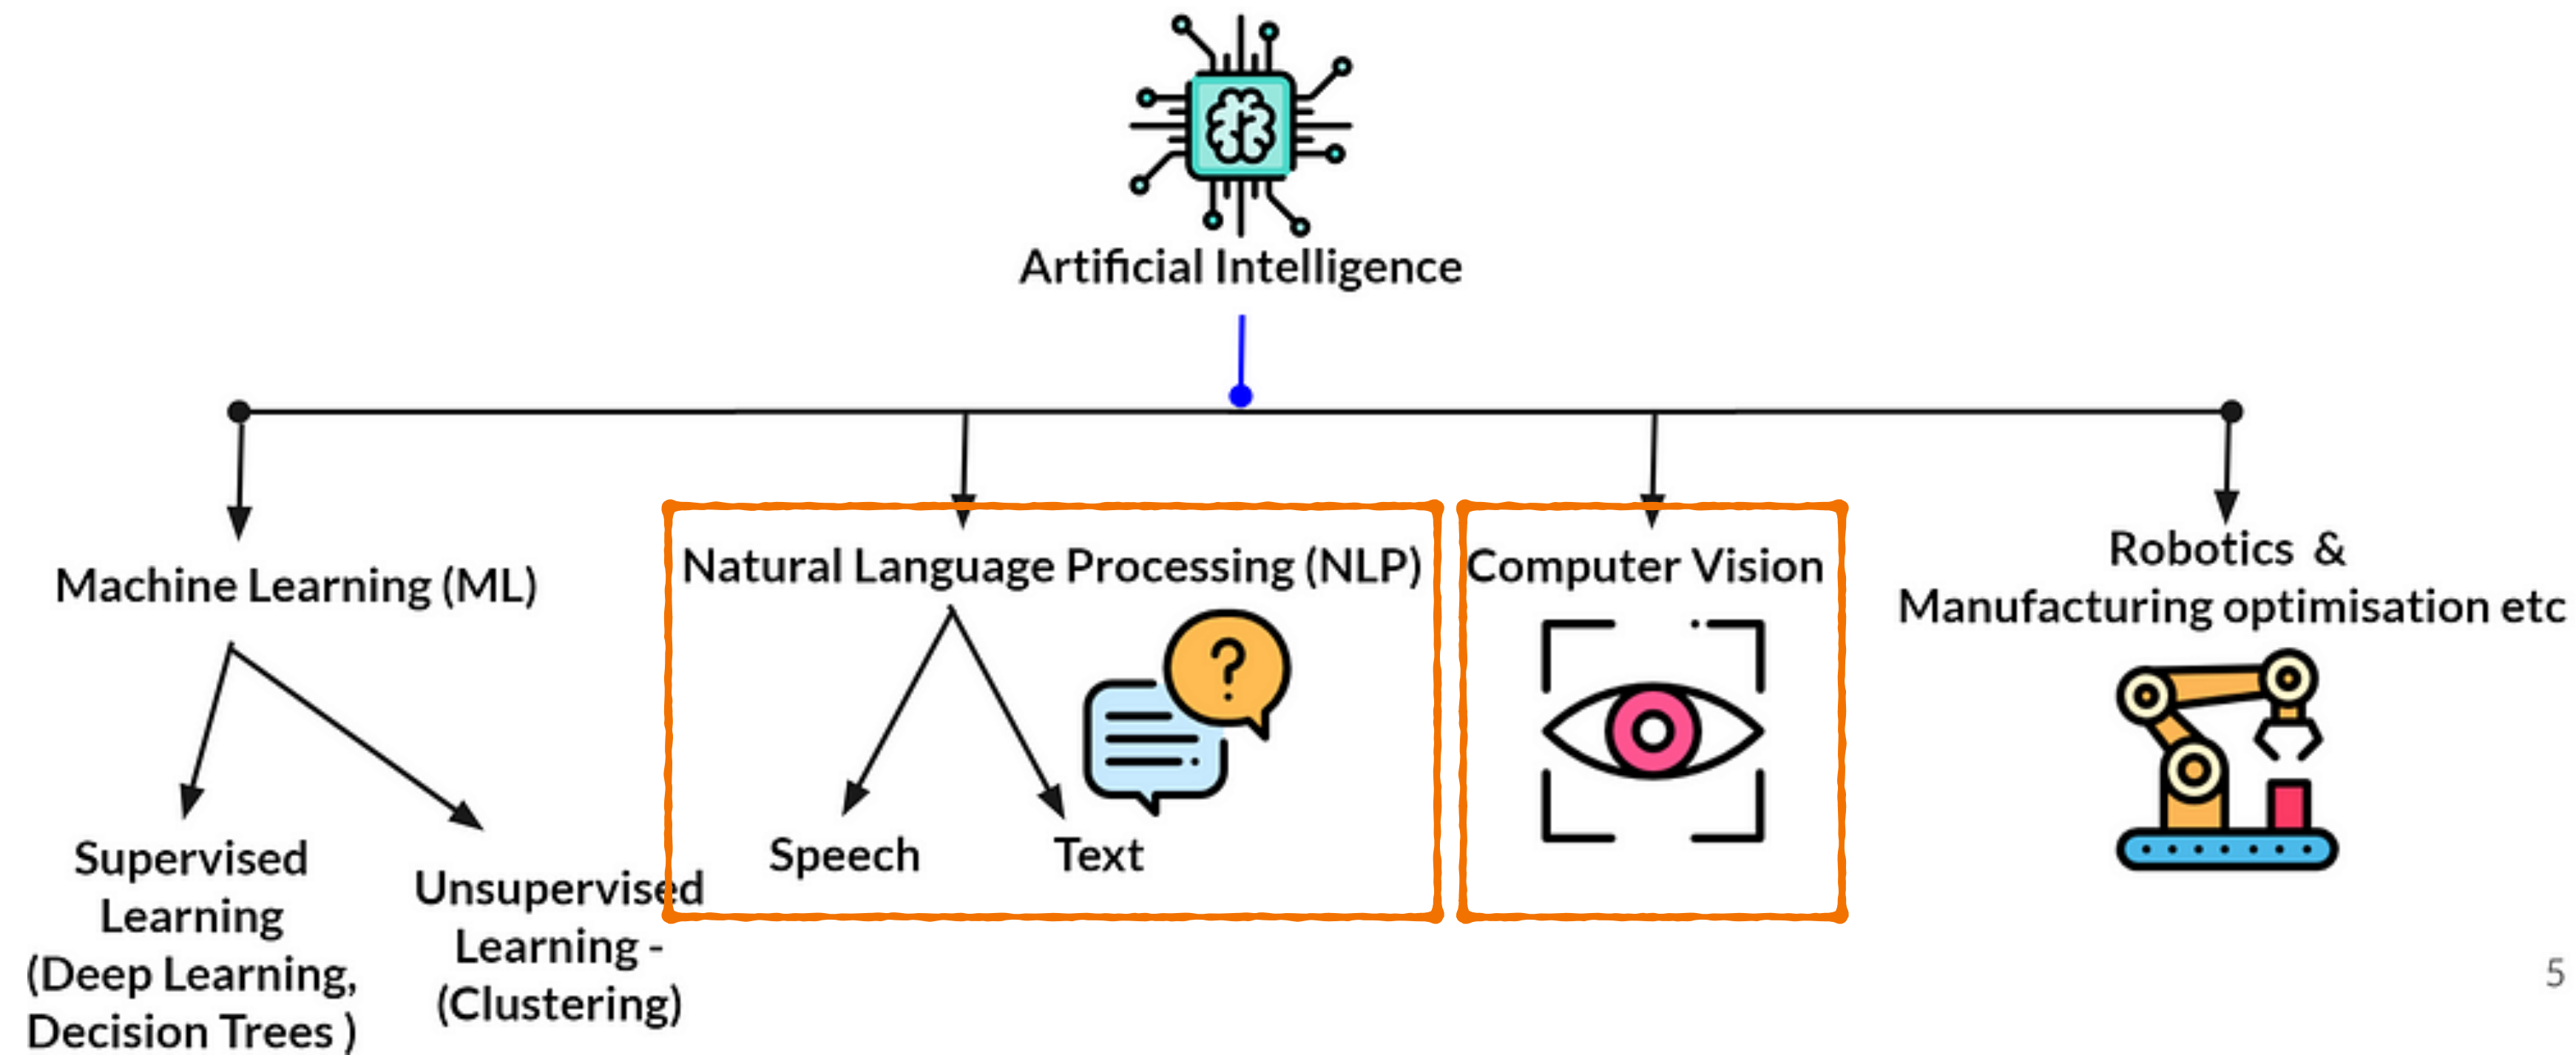 Artificial Intelligence
Machine Learning (ML)
Supervised
Learning
(Deep Learning,
Decision Trees )
Unsupervised
Learning -
(Clustering)
Natural Language Processing (NLP)
?
Speech
Text
Computer Vision
Robotics &
Manufacturing optimisation etc
5